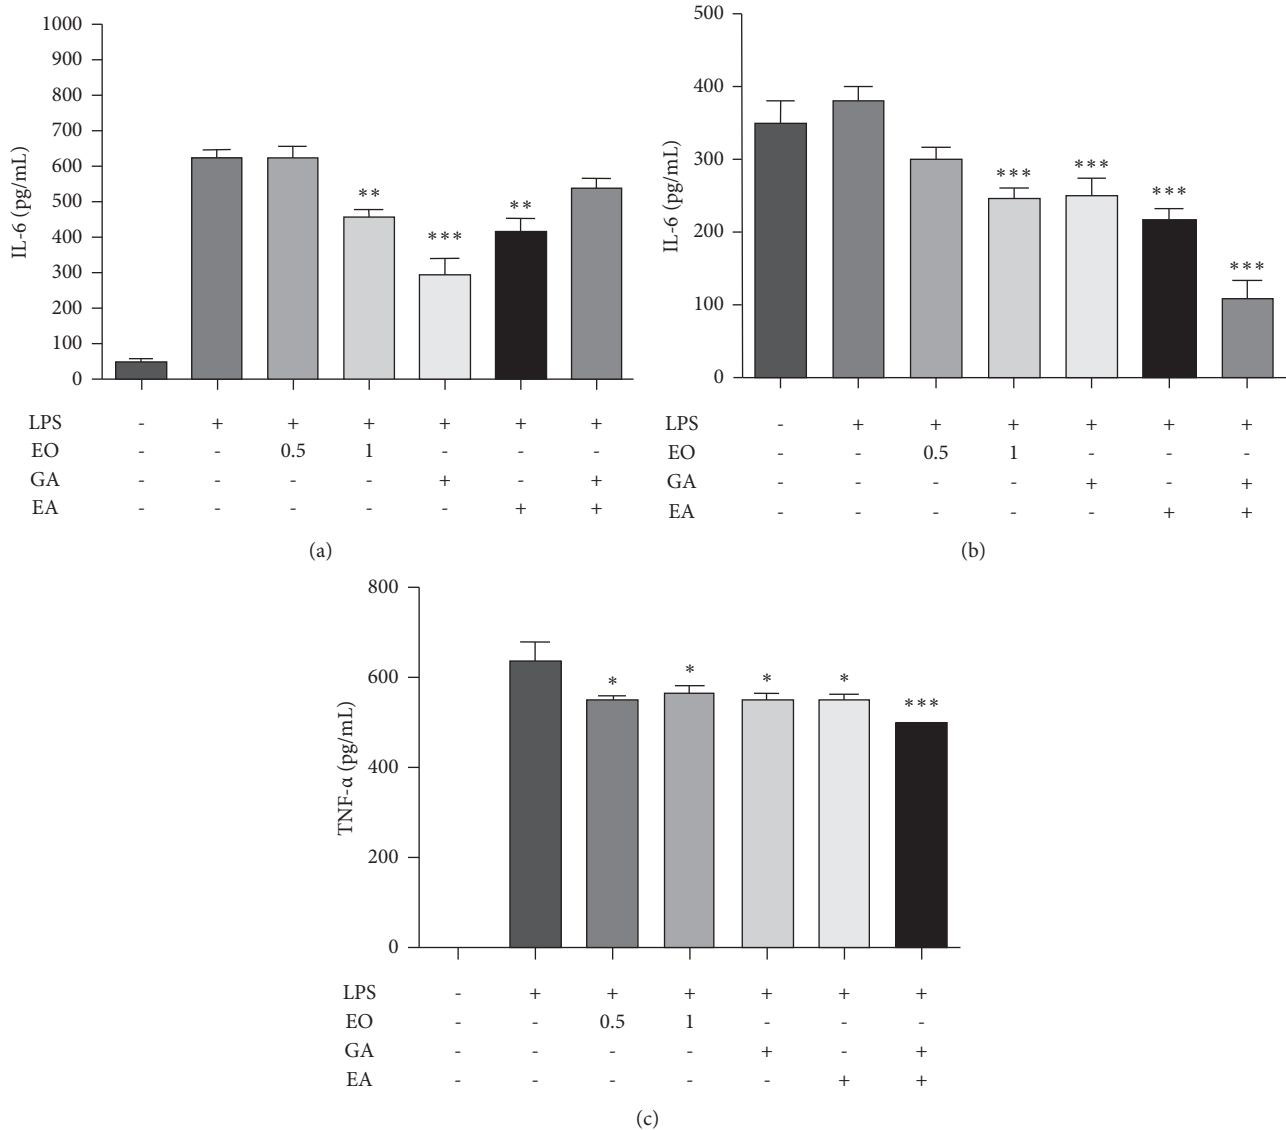 1000
900
800
700
600
500
400
300
200
100
0
IL-6 (pg/mL)
** *** **
LPS - + + + + + +
EO - - 0.5 1 - - -
GA - - - - + - +
EA - - - - - + +
(a)
500
400
300
200
100
0
IL-6 (pg/mL)
*** *** *** ***
LPS - + + + + + +
EO - - 0.5 1 - - -
GA - - - - + - +
EA - - - - - + +
(b)
800
600
400
200
0
TNF-α (pg/mL)
* * * * ***
LPS - + + + + + +
EO - - 0.5 1 - - -
GA - - - - + - +
EA - - - - - + +
(c)